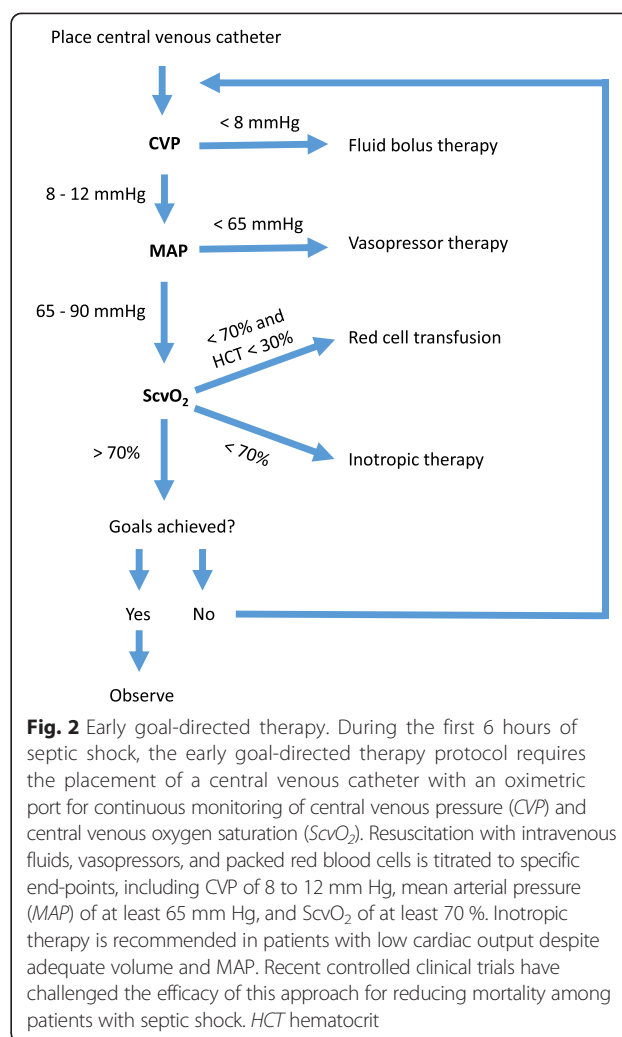 Place central venous catheter
< 8 mmHg
CVP
Fluid bolus therapy
8 - 12 mmHg
< 65 mmHg
MAP
Vasopressor therapy
65 - 90 mmHg
< 70% and
HCT < 30%
Red cell transfusion
ScvO₂
> 70%
< 70%
Inotropic therapy
Goals achieved?
Yes
No
Observe
Fig. 2 Early goal-directed therapy. During the first 6 hours of
septic shock, the early goal-directed therapy protocol requires
the placement of a central venous catheter with an oximetric
port for continuous monitoring of central venous pressure (CVP) and
central venous oxygen saturation (ScvO₂). Resuscitation with intravenous
fluids, vasopressors, and packed red blood cells is titrated to specific
end-points, including CVP of 8 to 12 mm Hg, mean arterial pressure
(MAP) of at least 65 mm Hg, and ScvO₂ of at least 70 %. Inotropic
therapy is recommended in patients with low cardiac output despite
adequate volume and MAP. Recent controlled clinical trials have
challenged the efficacy of this approach for reducing mortality among
patients with septic shock. HCT hematocrit